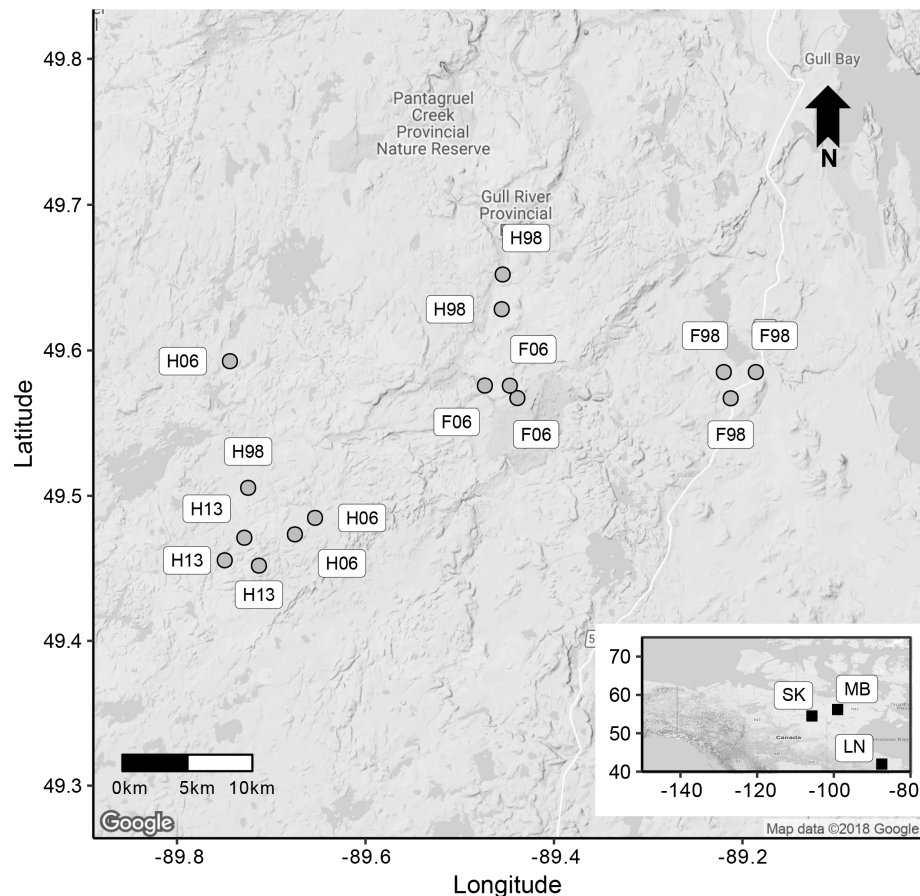 49.8
49.7
49.6
49.5
49.4
49.3
Latitude
Gull Bay
N
Pantagruel
Creek
Provincial
Nature Reserve
Gull River
Provincial
H98
H98
F06
F98
F98
H06
F06
F06
F98
H98
H13
H06
H13
H06
H13
5
70
60
50
40
SK
MB
LN
Canada
Hudson Bay
-140
-120
-100
-80
0km
5km
10km
Google
Map data ©2018 Google
-89.8
-89.6
-89.4
-89.2
Longitude